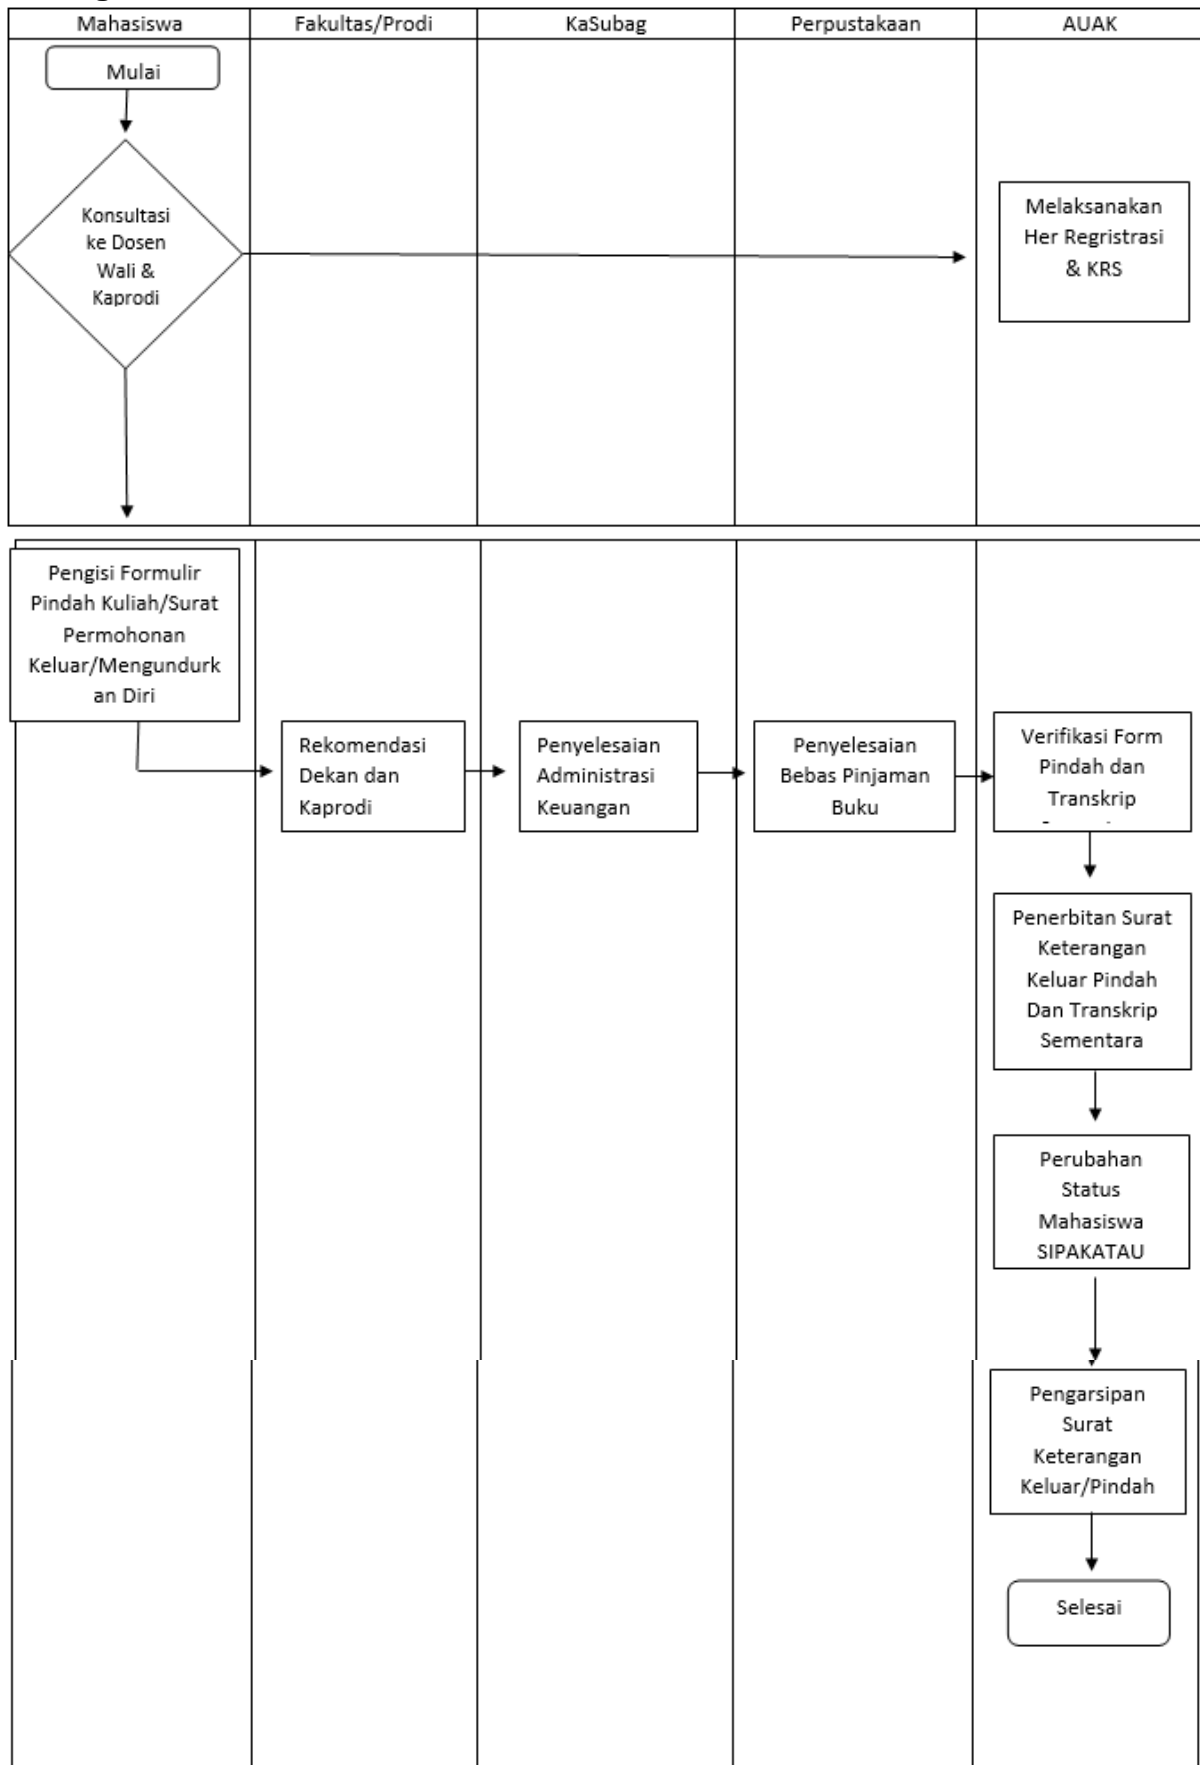 Mahasiswa
Fakultas/Prodi
KaSubag
Perpustakaan
AUAK
Mulai
Konsultasi
ke Dosen
Wali &
Kaprodi
Melaksanakan
Her Regristrasi
& KRS
Pengisi Formulir
Pindah Kuliah/Surat
Permohonan
Keluar/Mengundurk
an Diri
Rekomendasi
Dekan dan
Kaprodi
Penyelesaian
Administrasi
Keuangan
Penyelesaian
Bebas Pinjaman
Buku
Verifikasi Form
Pindah dan
Transkrip
Penerbitan Surat
Keterangan
Keluar Pindah
Dan Transkrip
Sementara
Perubahan
Status
Mahasiswa
SIPAKATAU
Pengarsipan
Surat
Keterangan
Keluar/Pindah
Selesai